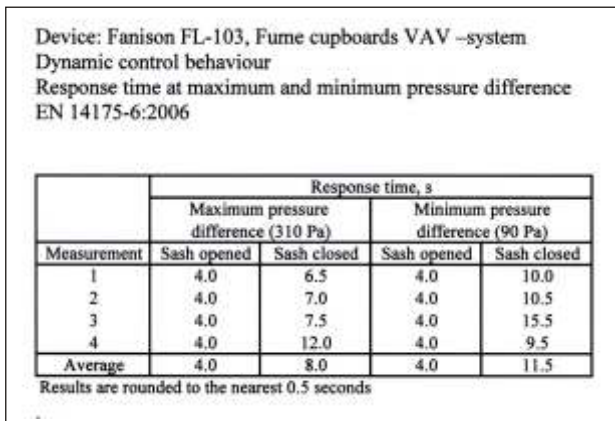 Device: Fanison FL-103, Fume cupboards VAV –system
Dynamic control behaviour
Response time at maximum and minimum pressure difference
EN 14175-6:2006
Response time, s
Maximum pressure difference (310 Pa) Minimum pressure difference (90 Pa)
Measurement Sash opened Sash closed Sash opened Sash closed
1 4.0 6.5 4.0 10.0
2 4.0 7.0 4.0 10.5
3 4.0 7.5 4.0 15.5
4 4.0 12.0 4.0 9.5
Average 4.0 8.0 4.0 11.5
Results are rounded to the nearest 0.5 seconds